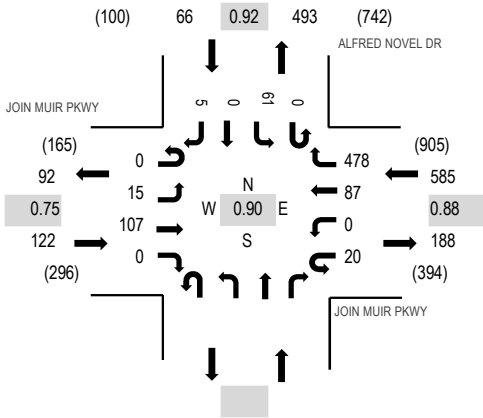 (100) 66 0.92 493 (742)
ALFRED NOVEL DR
JOIN MUIR PKWY
5 0 61 0
(165)
92
0.75
122
(296)
0
15
107
0
N
W 0.90 E
S
478
87
0
20
(905)
585
0.88
188
(394)
JOIN MUIR PKWY